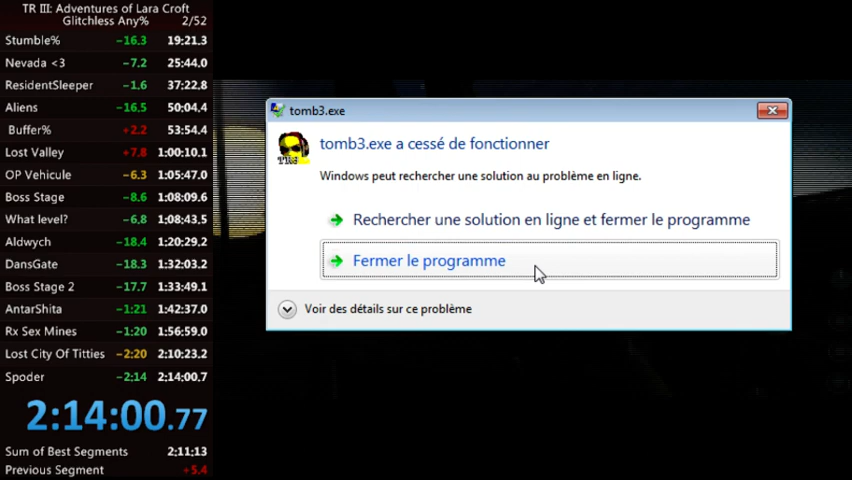 TR III: Adventures of Lara Croft
Glitchless Any% 2/52
Stumble% -16.3 19:21.3
Nevada <3 -7.2 25:44.0
ResidentSleeper -1.6 37:22.8
Aliens -16.5 50:04.4
Buffer% +2.2 53:54.4
Lost Valley +7.8 1:00:10.1
OP Vehicule -6.3 1:05:47.0
Boss Stage -8.6 1:08:09.6
What level? -6.8 1:08:43.5
Aldwych -18.4 1:20:29.2
DansGate -18.3 1:32:03.2
Boss Stage 2 -17.7 1:33:49.1
AntarShita -1:21 1:42:37.0
Rx Sex Mines -1:20 1:56:59.0
Lost City Of Titties -2:20 2:10:23.2
Spoder -2:14 2:14:00.7
2:14:00.77
Sum of Best Segments 2:11:13
Previous Segment +5.4
tomb3.exe
TR3
tomb3.exe a cessé de fonctionner
Windows peut rechercher une solution au problème en ligne.
Rechercher une solution en ligne et fermer le programme
Fermer le programme
Voir des détails sur ce problème